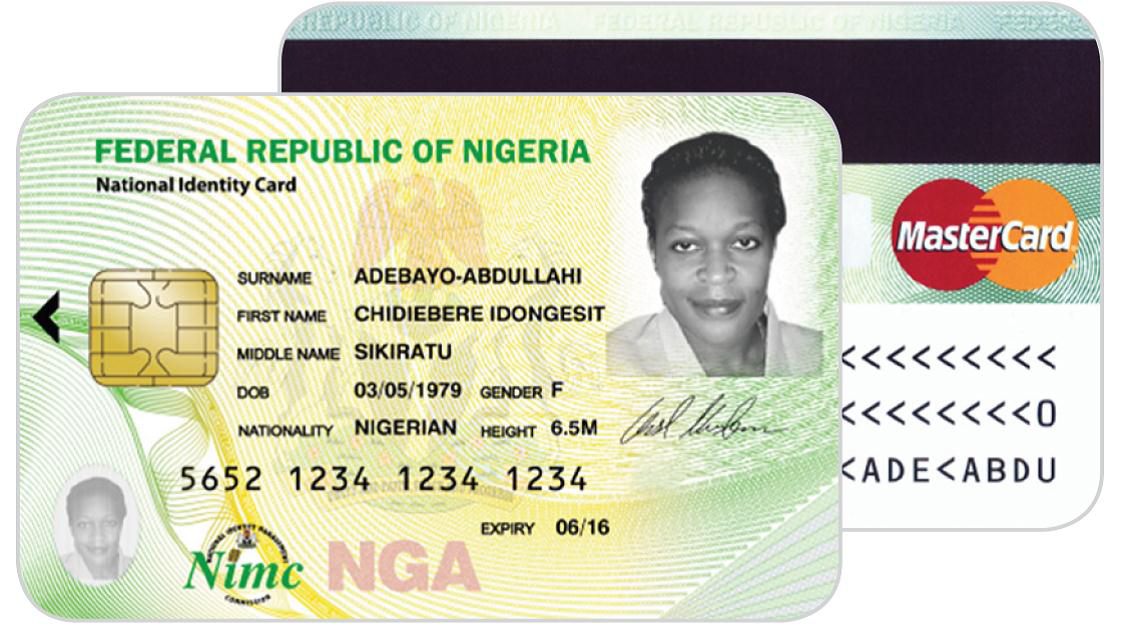 REPUBLIC OF NIGERIA FEDERAL REPUBLIC OF NIGERIA
FEDERAL REPUBLIC OF NIGERIA
National Identity Card
MasterCard
SURNAME ADEBAYO-ABDULLAHI
FIRST NAME CHIDIEBERE IDONGESIT
MIDDLE NAME SIKIRATU
DOB 03/05/1979 GENDER F
NATIONALITY NIGERIAN HEIGHT 6.5M
5652 1234 1234 1234
EXPIRY 06/16
Nimc NGA
COMMISSION
<<<<<<<<<
<<<<<<<<O
<ADE<ABDU